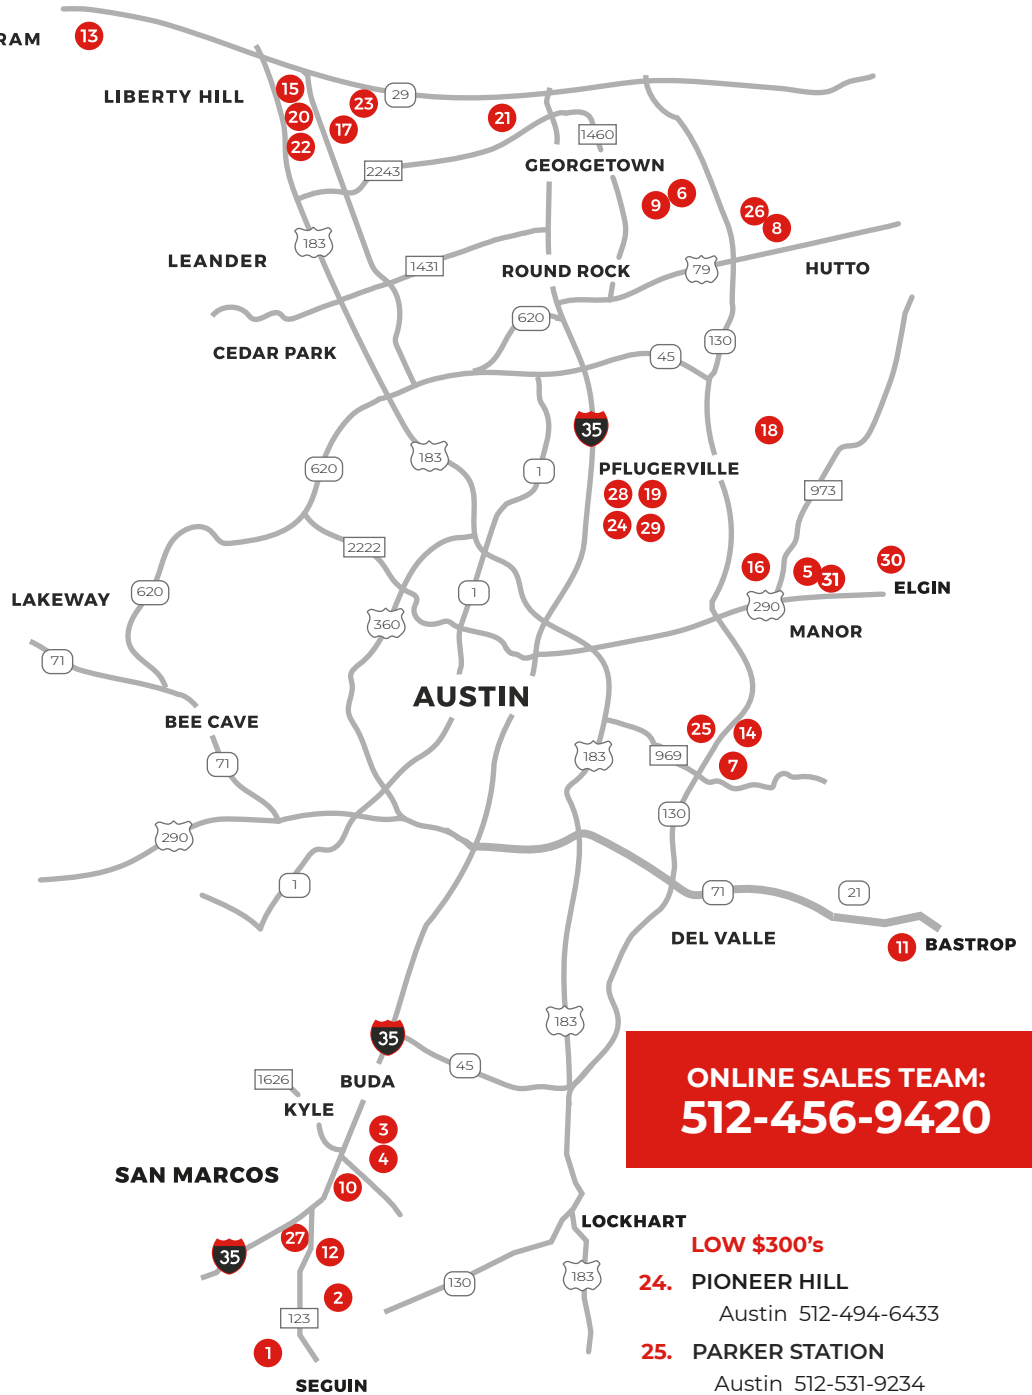 RAM
13
LIBERTY HILL
15
23
29
20
17
21
22
1460
GEORGETOWN
2243
6
9
26
8
183
LEANDER
1431
ROUND ROCK
79
HUTTO
620
130
CEDAR PARK
45
35
18
183
620
1
PFLUGERVILLE
28
19
973
24
29
2222
16
5
31
30
ELGIN
LAKEWAY
620
1
290
MANOR
360
71
AUSTIN
BEE CAVE
25
14
183
969
7
71
130
290
1
71
21
DEL VALLE
11
BASTROP
183
35
45
1626
BUDA
KYLE
3
4
SAN MARCOS
10
ONLINE SALES TEAM:
512-456-9420
27
12
35
LOCKHART
130
183
2
123
1
SEGUIN
LOW $300’s
24. PIONEER HILL
Austin 512-494-6433
25. PARKER STATION
Austin 512-531-9234